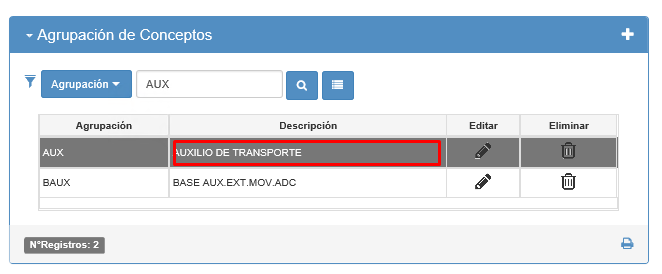 Agrupación de Conceptos
Agrupación AUX
Agrupación Descripción Editar Eliminar
AUX AUXILIO DE TRANSPORTE
BAUX BASE AUX.EXT.MOV.ADC
N°Registros: 2